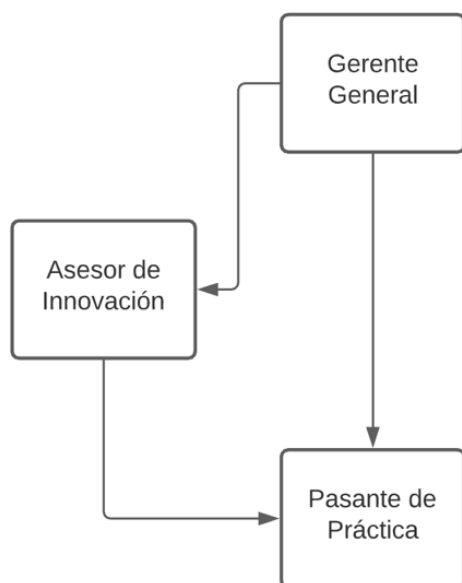 Gerente
General
Asesor de
Innovación
Pasante de
Práctica